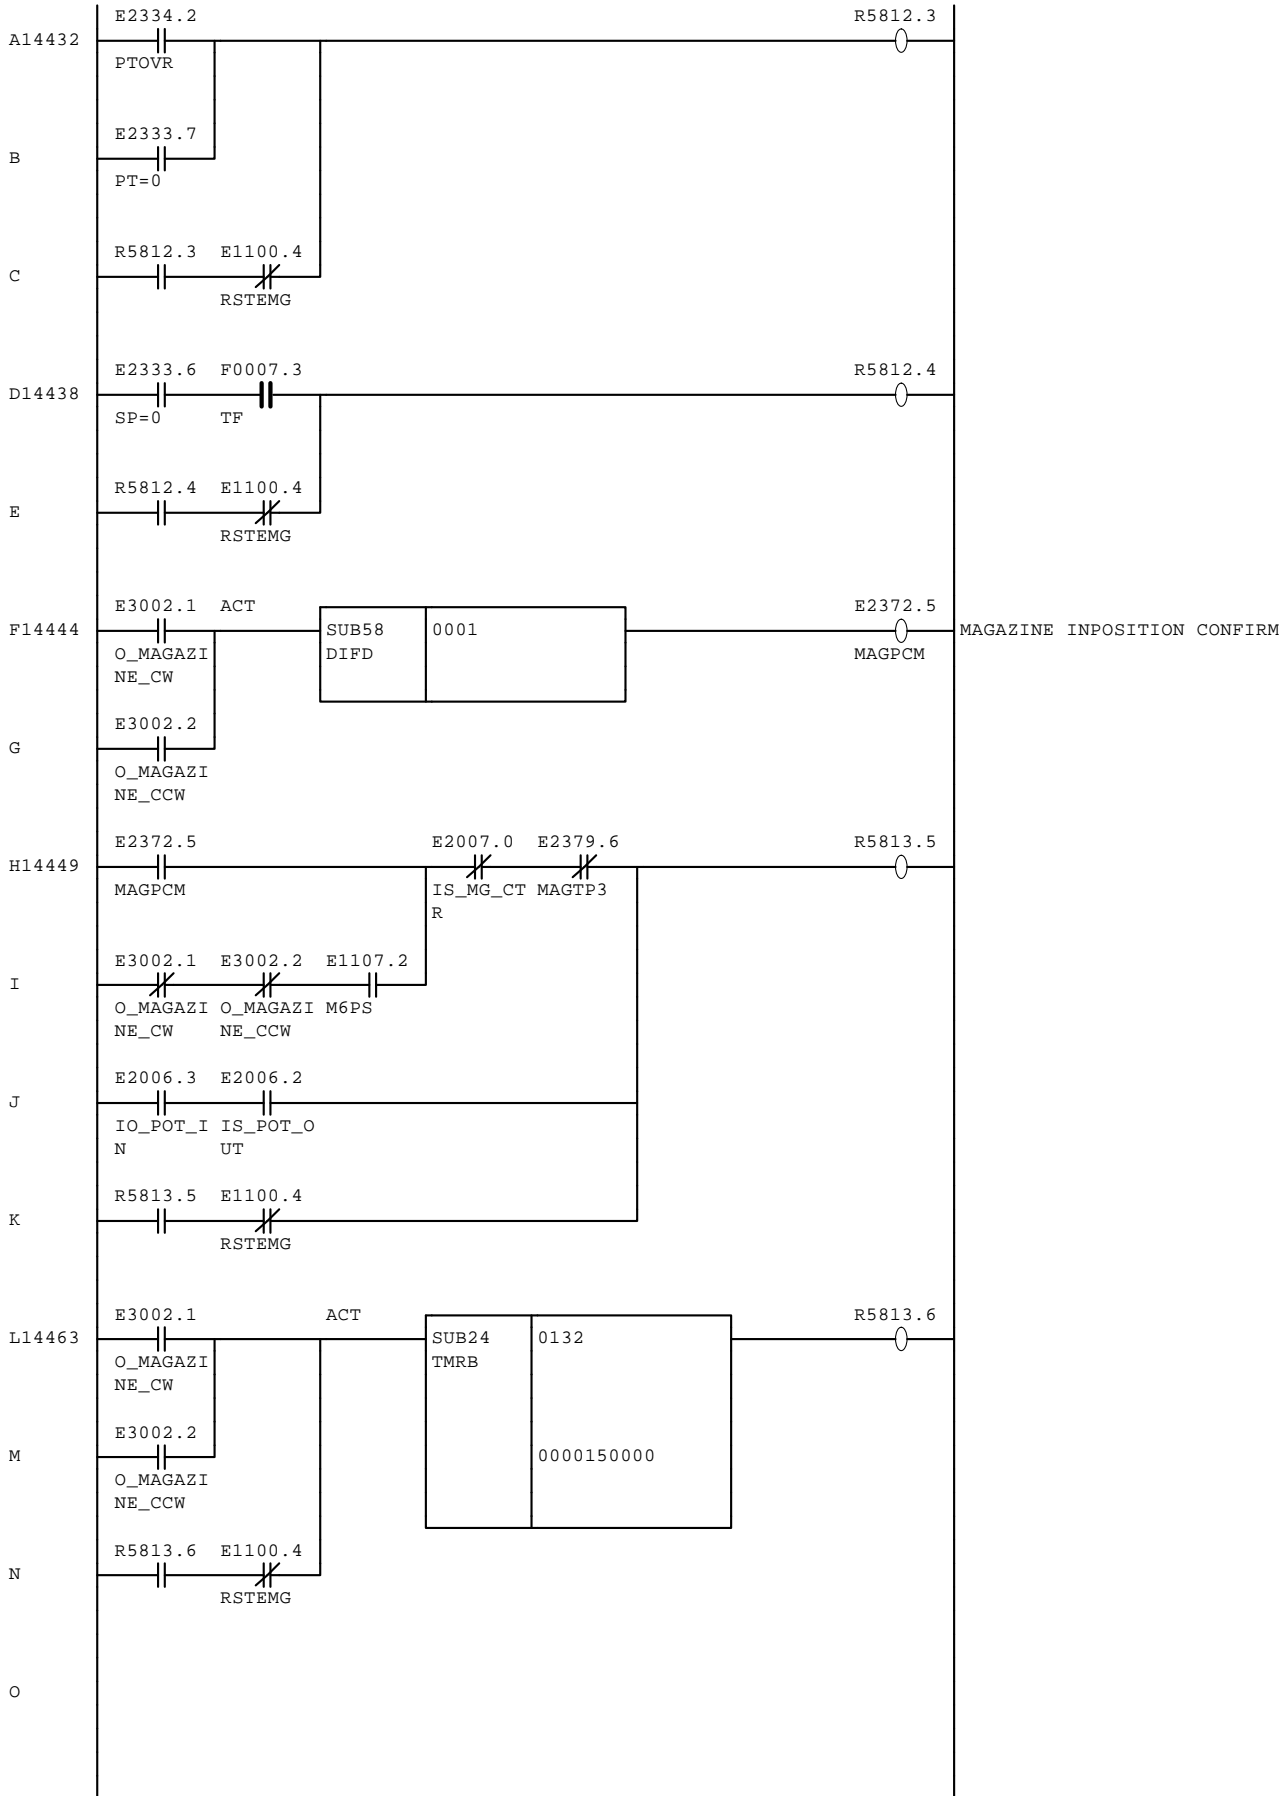 E2334.2 R5812.3
A14432
PTOVR
E2333.7
B
PT=0
R5812.3 E1100.4
C
RSTEMG
E2333.6 F0007.3 R5812.4
D14438
SP=0 TF
R5812.4 E1100.4
E
RSTEMG
E3002.1 ACT E2372.5
F14444 SUB58 0001 MAGAZINE INPOSITION CONFIRM
O_MAGAZI DIFD MAGPCM
NE_CW
E3002.2
G
O_MAGAZI
NE_CCW
E2372.5 E2007.0 E2379.6 R5813.5
H14449
MAGPCM IS_MG_CT MAGTP3
R
E3002.1 E3002.2 E1107.2
I
O_MAGAZI O_MAGAZI M6PS
NE_CW NE_CCW
E2006.3 E2006.2
J
IO_POT_I IS_POT_O
N UT
R5813.5 E1100.4
K
RSTEMG
E3002.1 ACT R5813.6
L14463 SUB24 0132
O_MAGAZI TMRB
NE_CW
E3002.2
M 0000150000
O_MAGAZI
NE_CCW
R5813.6 E1100.4
N
RSTEMG
O